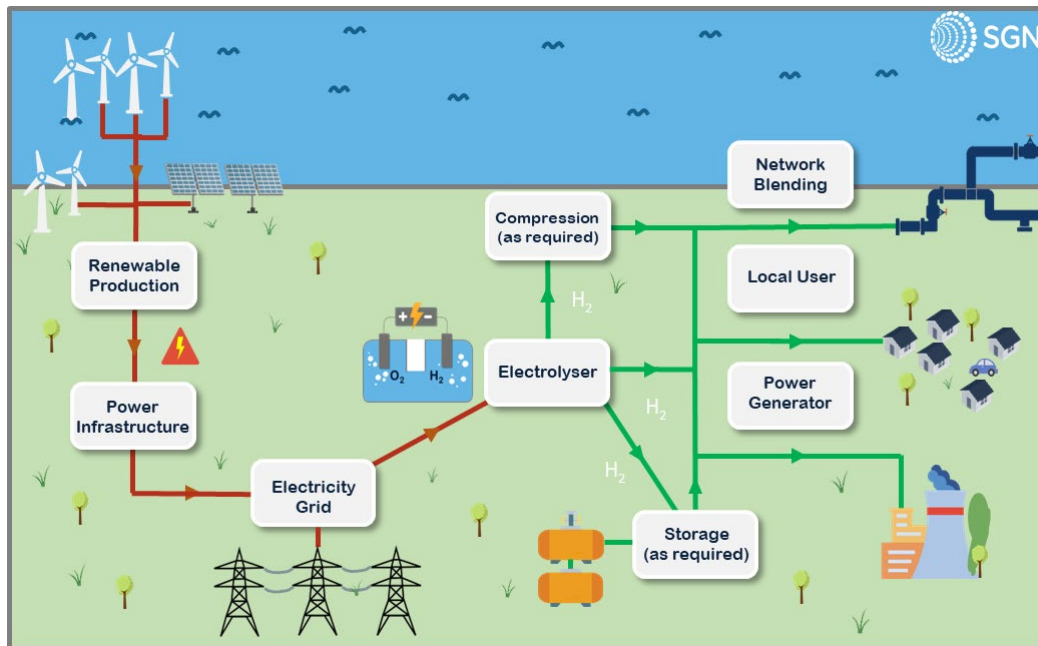 SGN
Network
Blending
Compression
(as required)
Renewable
Production
Local User
H₂
+ −
O₂ H₂
Electrolyser
Power
Generator
Power
Infrastructure
H₂
H₂
Electricity
Grid
Storage
(as required)